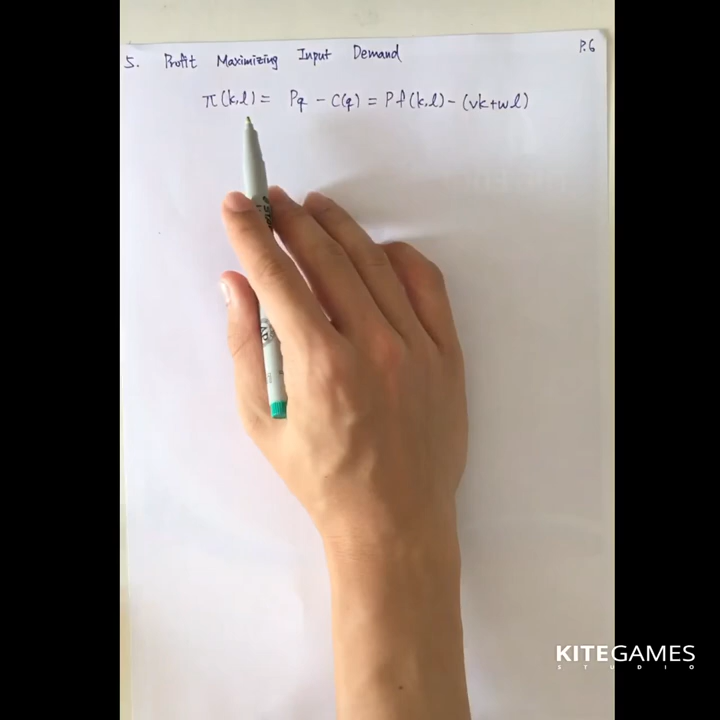 5. Profit Maximizing Input Demand P.6
π(k,l) = Pq - C(q) = Pf(k,l) - (vk+wl)
KITEGAMES
STUDIO